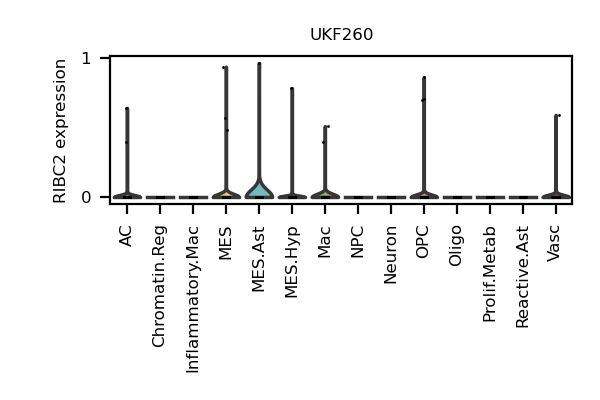 UKF260
RIBC2 expression
1
0
AC
Chromatin.Reg
Inflammatory.Mac
MES
MES.Ast
MES.Hyp
Mac
NPC
Neuron
OPC
Oligo
Prolif.Metab
Reactive.Ast
Vasc